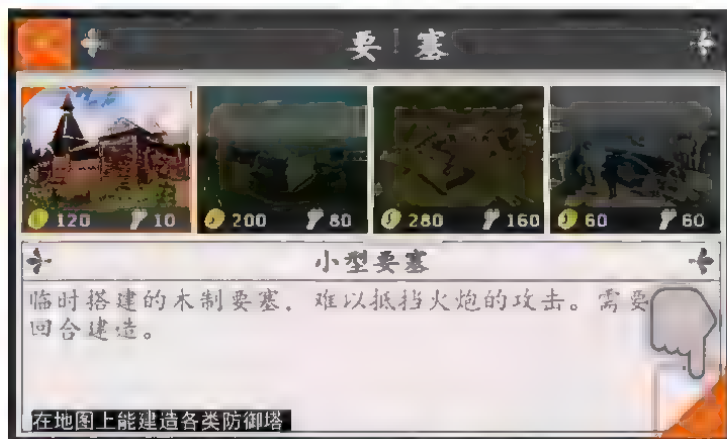 要塞
120 10 200 80 280 160 60 60
小型要塞
临时搭建的木制要塞，难以抵挡火炮的攻击。需要
回合建造。
在地图上能建造各类防御塔